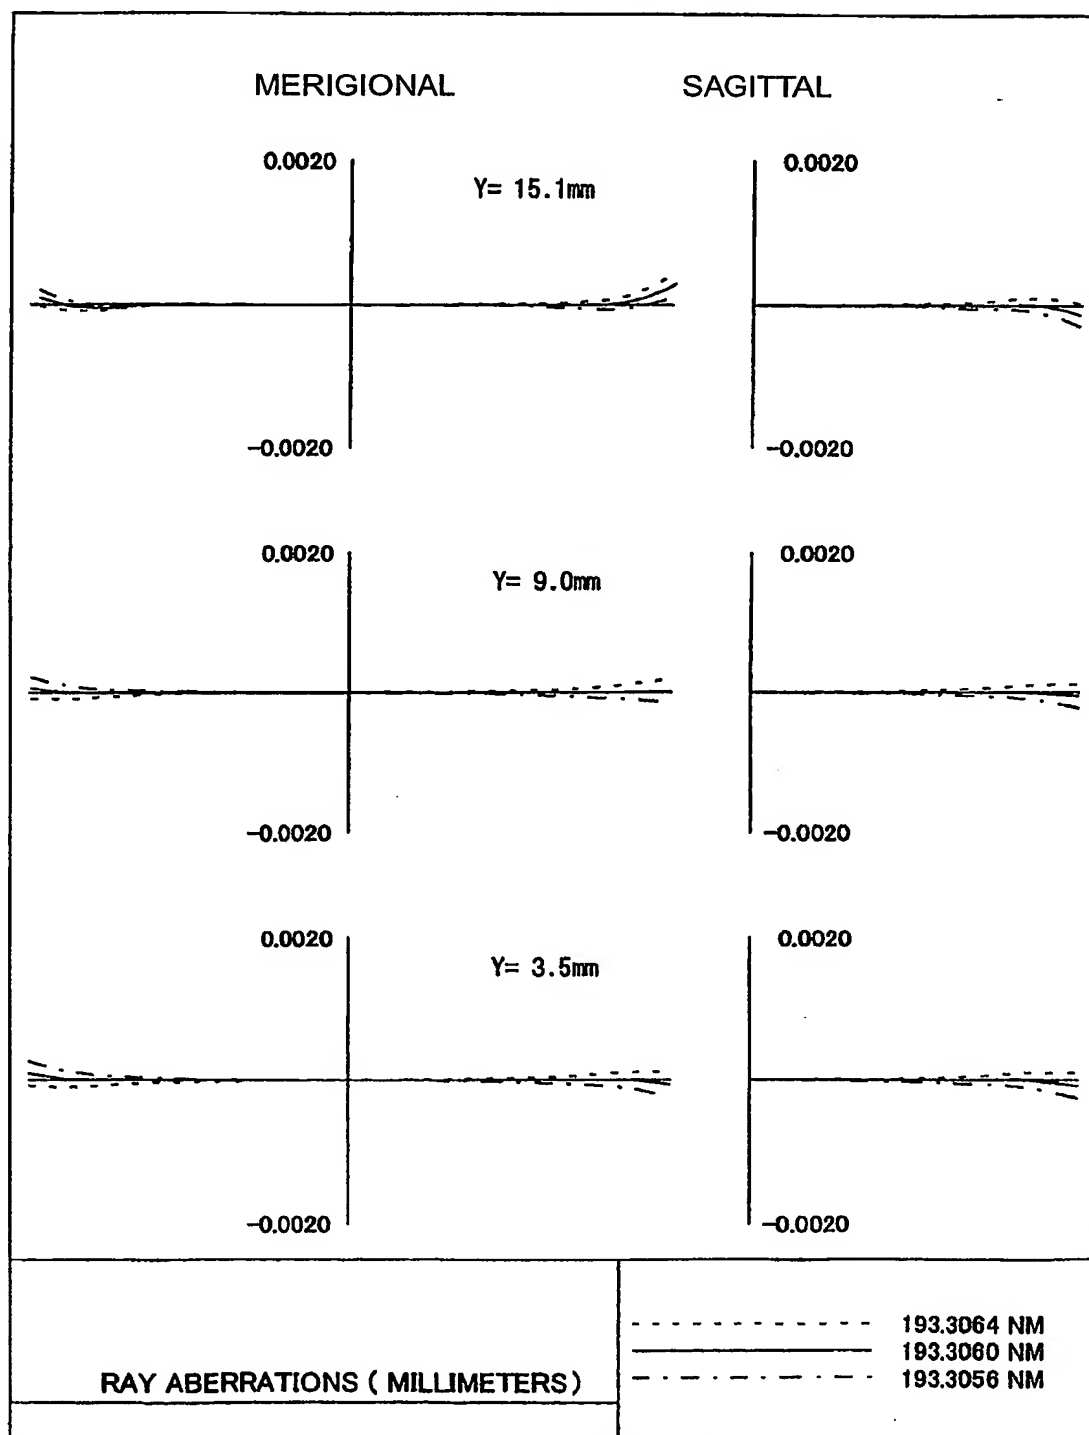 MERIGIONAL SAGITTAL
0.0020 0.0020
Y= 15.1mm
-0.0020 -0.0020
0.0020 0.0020
Y= 9.0mm
-0.0020 -0.0020
0.0020 0.0020
Y= 3.5mm
-0.0020 -0.0020
193.3064 NM
193.3060 NM
RAY ABERRATIONS ( MILLIMETERS ) 193.3056 NM